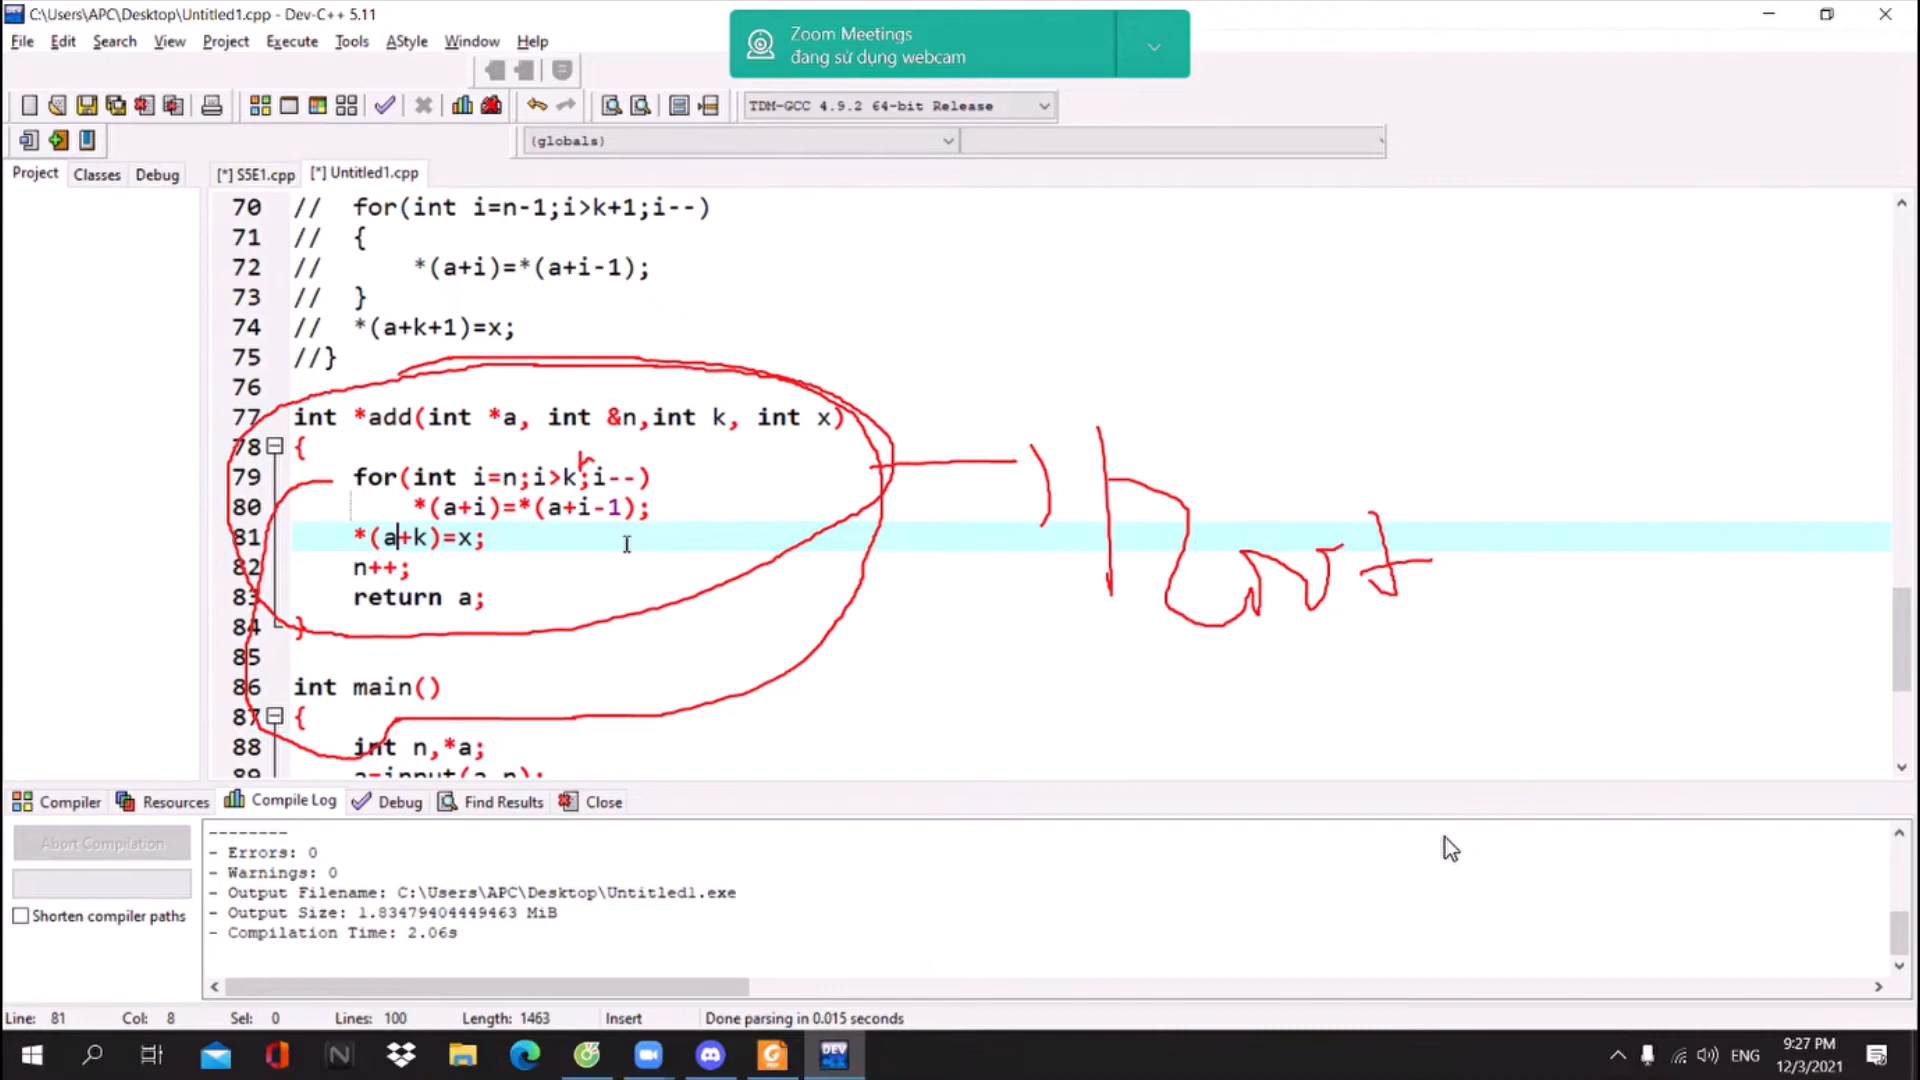 C:\Users\APC\Desktop\Untitled1.cpp - Dev-C++ 5.11
Zoom Meetings
đang sử dụng webcam
File Edit Search View Project Execute Tools AStyle Window Help
TDM-GCC 4.9.2 64-bit Release
(globals)
Project Classes Debug
[*] S5E1.cpp [*] Untitled1.cpp
70 // for(int i=n-1;i>k+1;i--)
71 // {
72 // *(a+i)=*(a+i-1);
73 // }
74 // *(a+k+1)=x;
75 //}
76
77 int *add(int *a, int &n,int k, int x)
78 {
79 for(int i=n;i>k;i--)
80 *(a+i)=*(a+i-1);
81 *(a+k)=x;
82 n++;
83 return a;
84 }
85
86 int main()
87 {
88 int n,*a;
89 a=input(a,n);
Compiler Resources Compile Log Debug Find Results Close
Abort Compilation
Shorten compiler paths
--------
- Errors: 0
- Warnings: 0
- Output Filename: C:\Users\APC\Desktop\Untitled1.exe
- Output Size: 1.83479404449463 MiB
- Compilation Time: 2.06s
Line: 81 Col: 8 Sel: 0 Lines: 100 Length: 1463 Insert Done parsing in 0.015 seconds
ENG
9:27 PM
12/3/2021